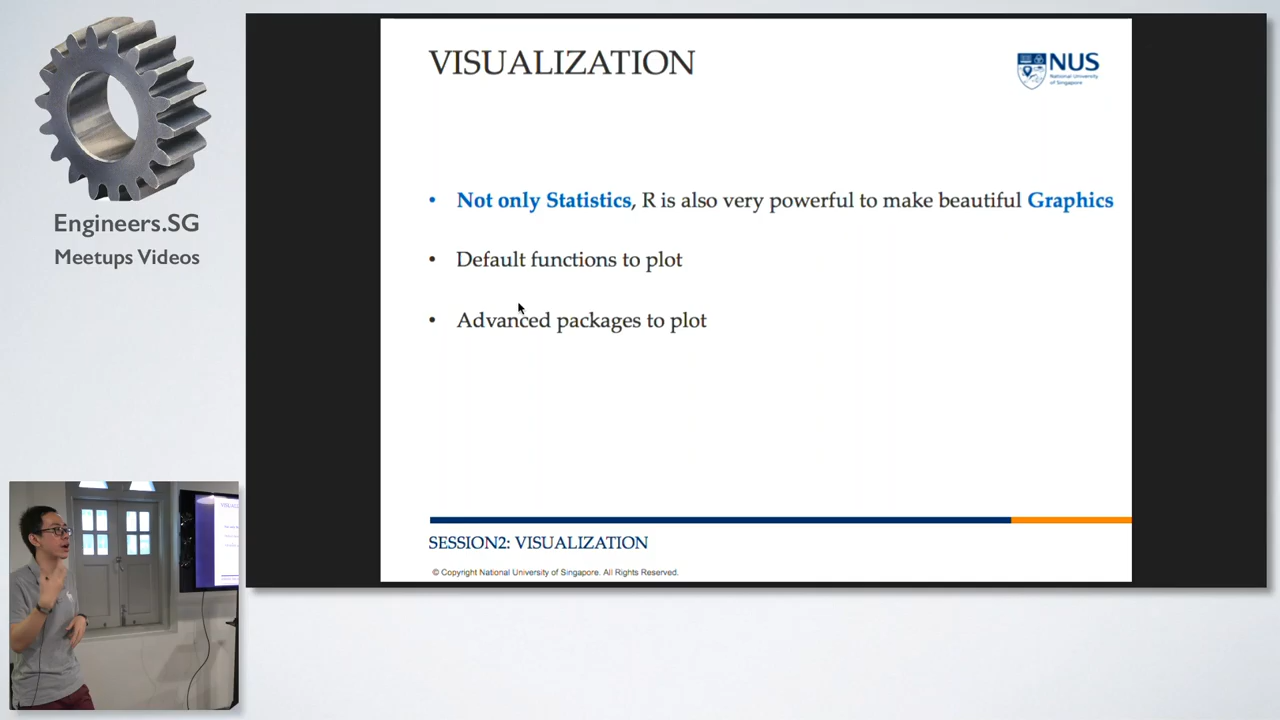 Engineers.SG
Meetups Videos
VISUALIZATION
NUS
National University
of Singapore
• Not only Statistics, R is also very powerful to make beautiful Graphics
• Default functions to plot
• Advanced packages to plot
SESSION2: VISUALIZATION
© Copyright National University of Singapore. All Rights Reserved.